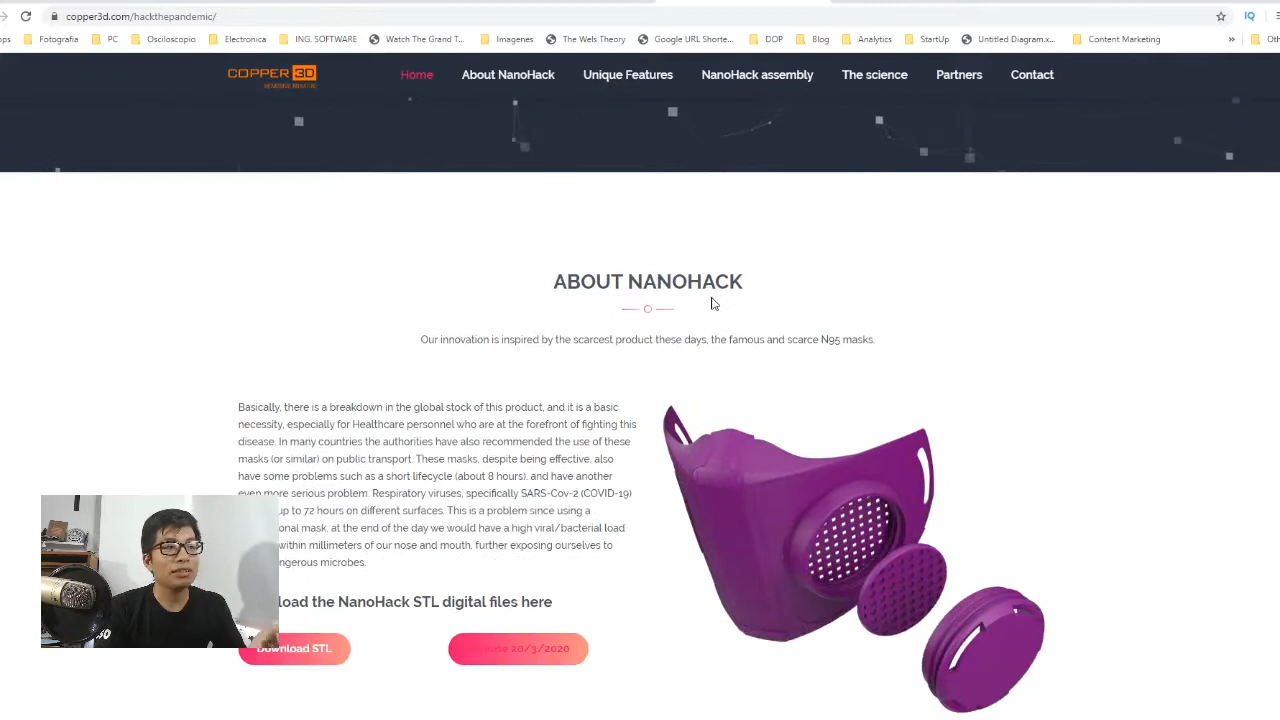 copper3d.com/hackthepandemic/
Fotografia PC Osciloscopio Electronica ING. SOFTWARE Watch The Grand T... Imagenes The Wels Theory Google URL Shorte... DOP Blog Analytics StartUp Untitled Diagram.x... Content Marketing
COPPER 3D Home About NanoHack Unique Features NanoHack assembly The science Partners Contact
ABOUT NANOHACK
Our innovation is inspired by the scarcest product these days, the famous and scarce N95 masks.
Basically, there is a breakdown in the global stock of this product, and it is a basic
necessity, especially for Healthcare personnel who are at the forefront of fighting this
disease. In many countries the authorities have also recommended the use of these
masks (or similar) on public transport. These masks, despite being effective, also
have some problems such as a short lifecycle (about 8 hours), and have another
even more serious problem. Respiratory viruses, specifically SARS-Cov-2 (COVID-19)
up to 72 hours on different surfaces. This is a problem since using a
mask, at the end of the day we would have a high viral/bacterial load
within millimeters of our nose and mouth, further exposing ourselves to
microbes.
the NanoHack STL digital files here
Download STL 20/3/2020